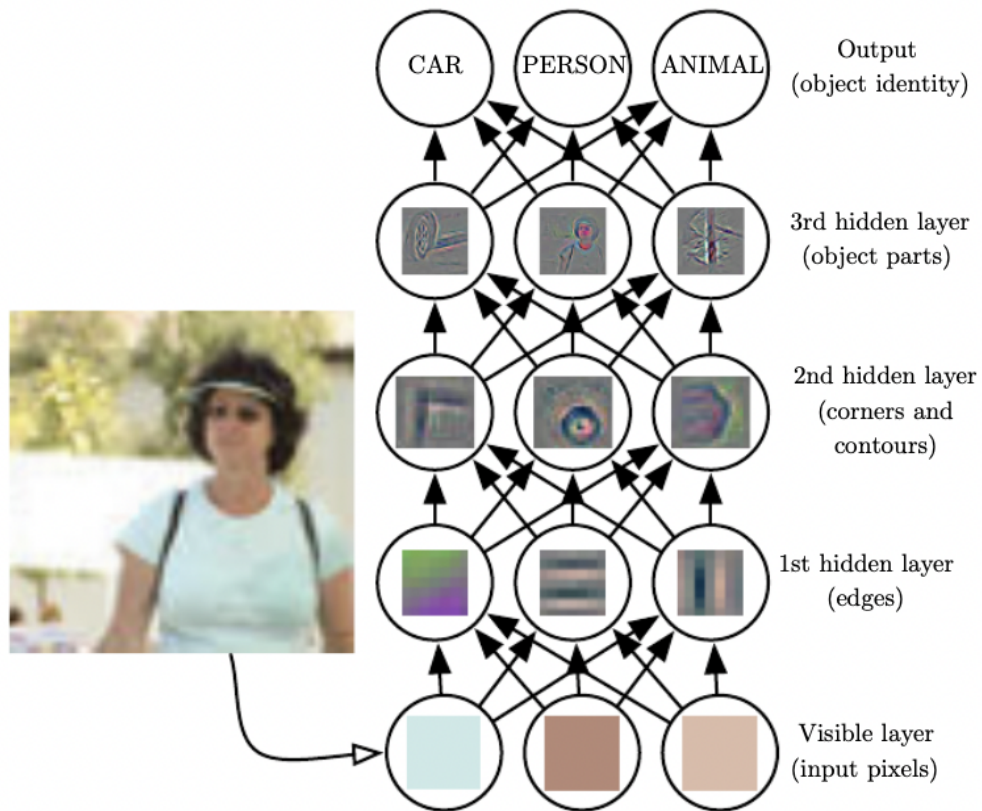 CAR
PERSON
ANIMAL
Output
(object identity)
3rd hidden layer
(object parts)
2nd hidden layer
(corners and
contours)
1st hidden layer
(edges)
Visible layer
(input pixels)